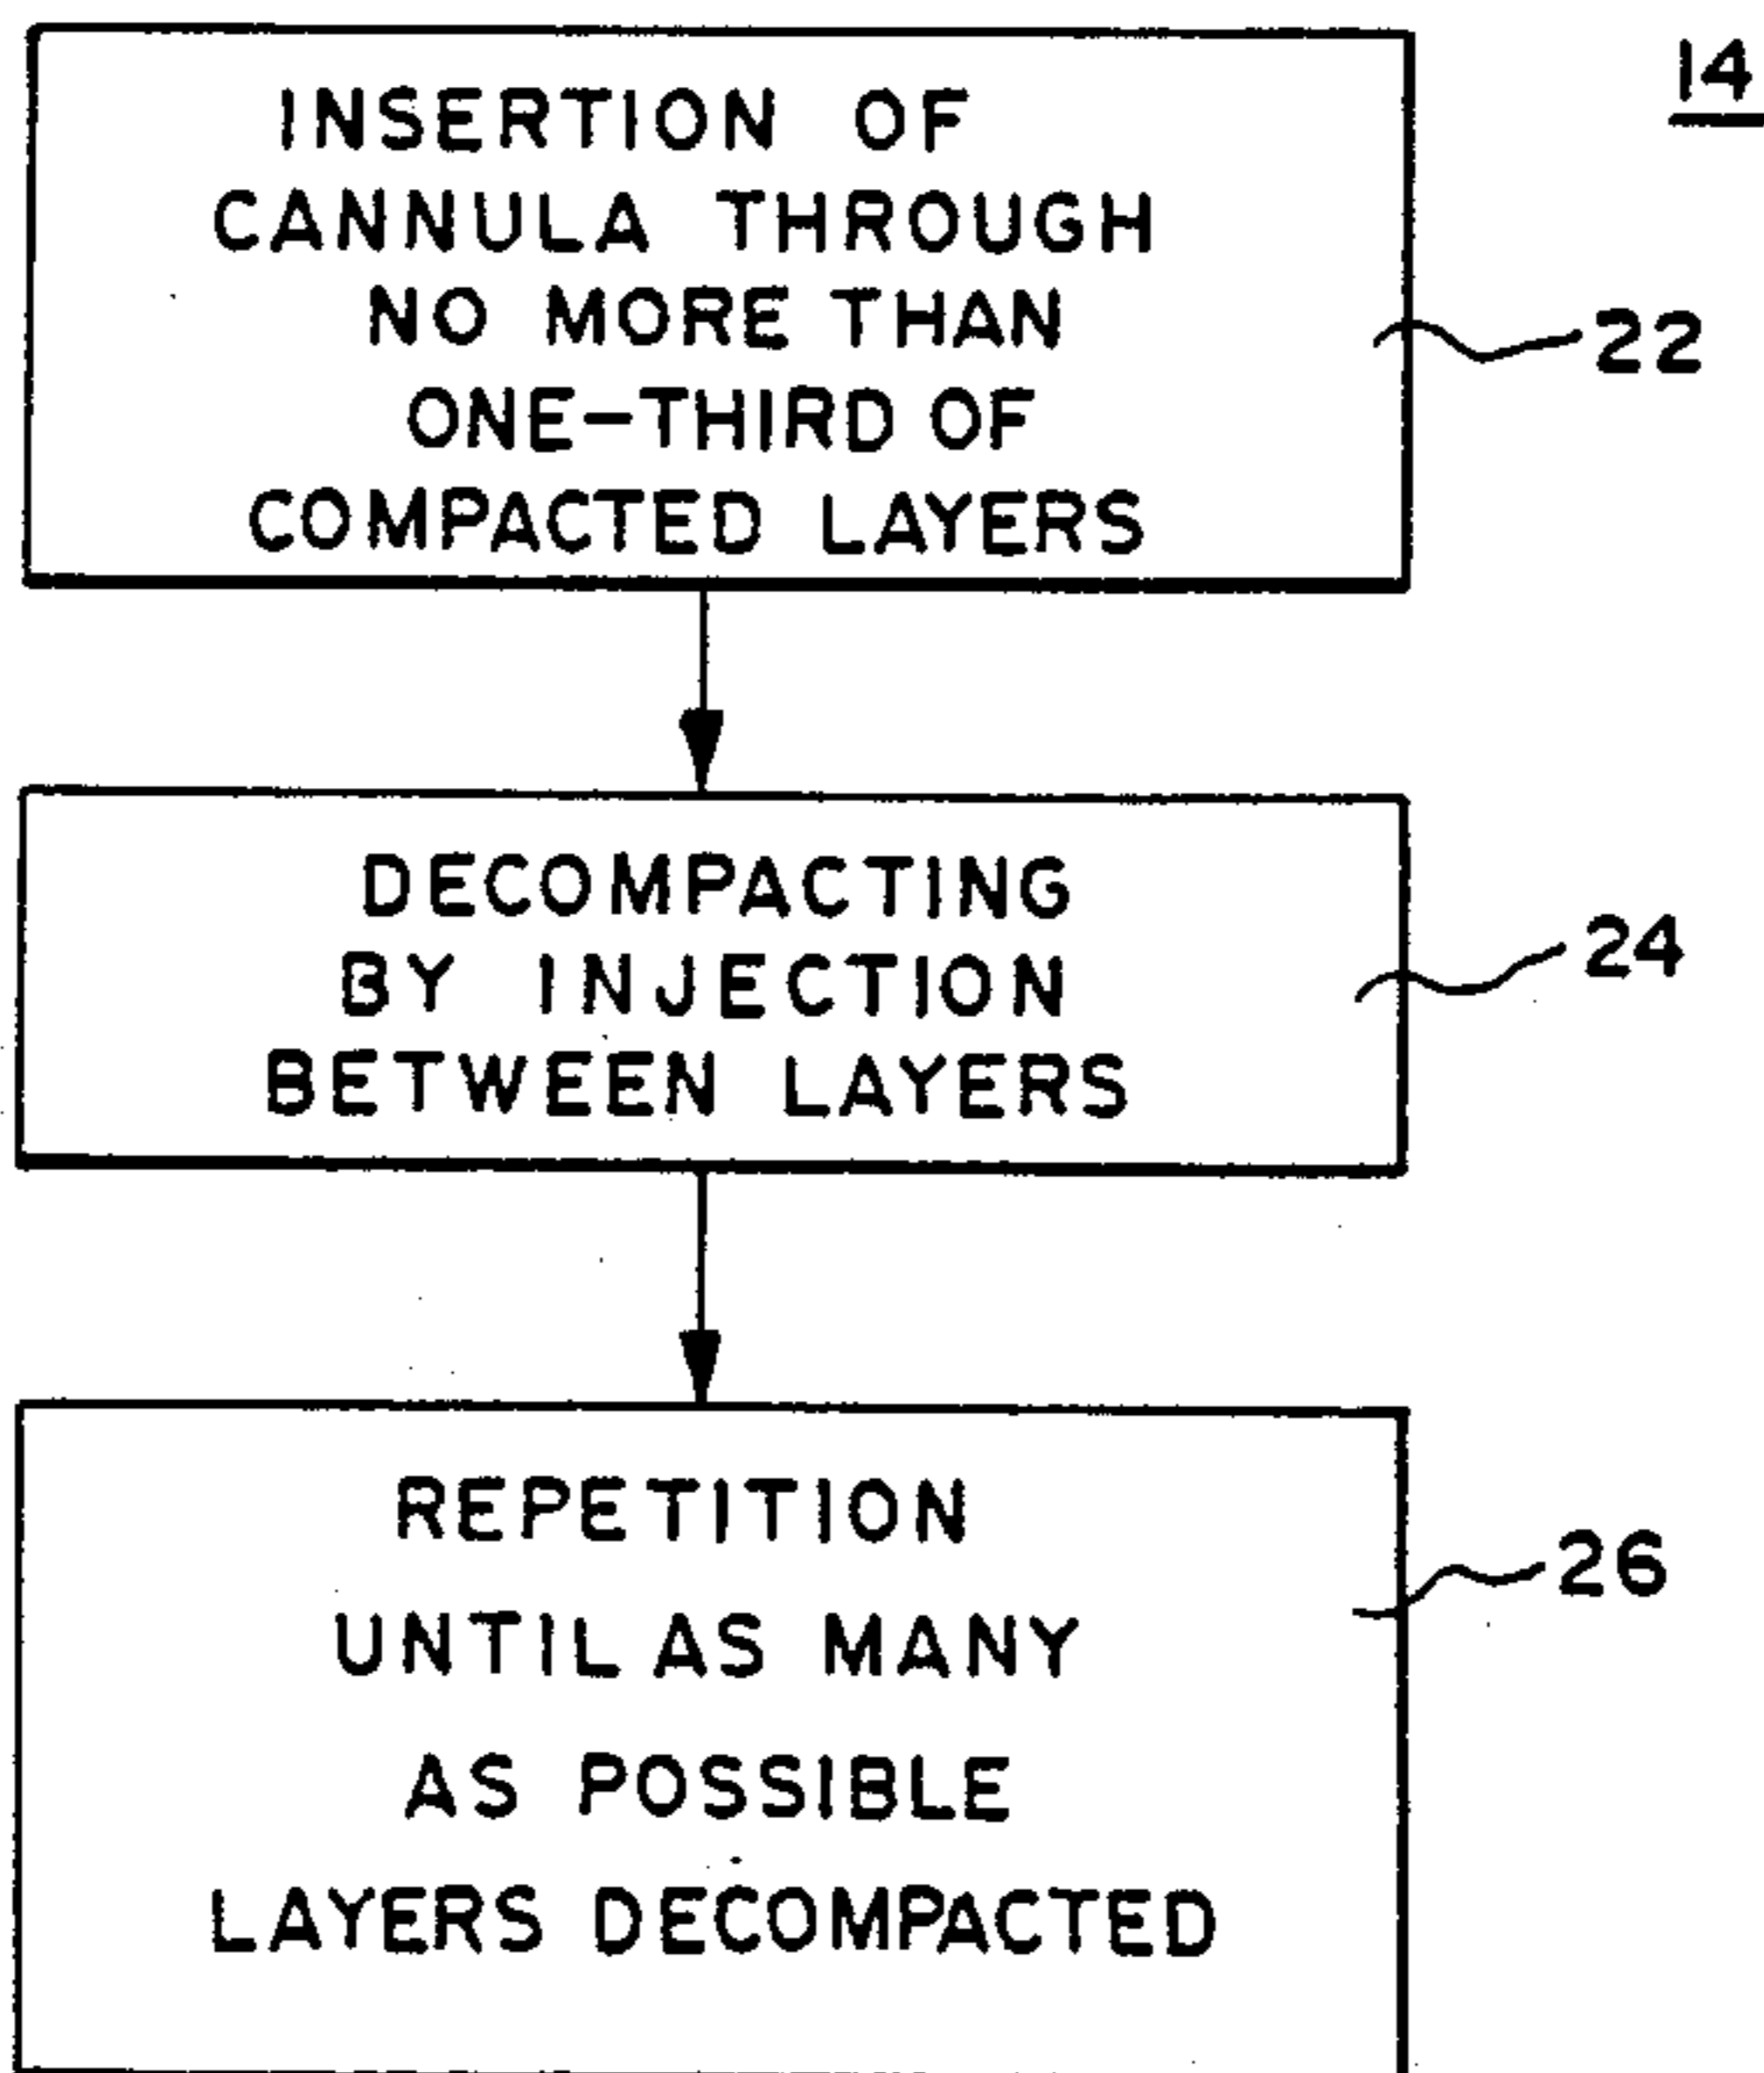 14
INSERTION OF
CANNULA THROUGH
NO MORE THAN
ONE-THIRD OF
COMPACTED LAYERS
22
DECOMPACTING
BY INJECTION
BETWEEN LAYERS
24
REPETITION
UNTIL AS MANY
AS POSSIBLE
LAYERS DECOMPACTED
26